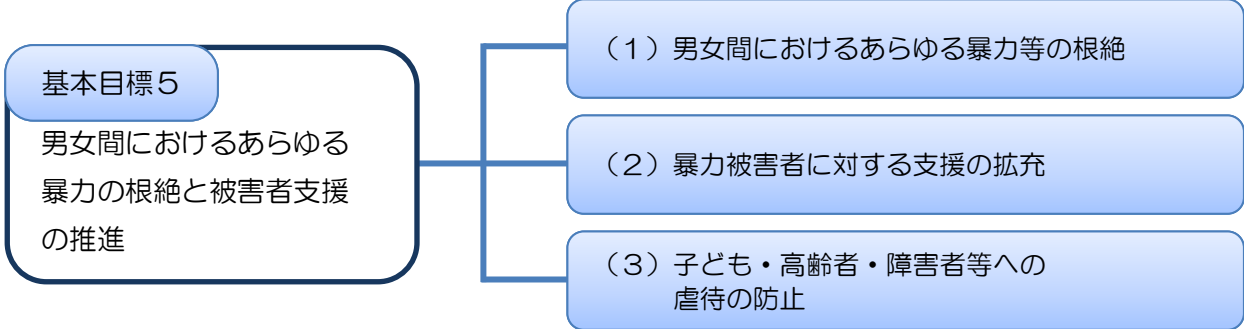 基本目標５
男女間におけるあらゆる
暴力の根絶と被害者支援
の推進
（１）男女間におけるあらゆる暴力等の根絶
（２）暴力被害者に対する支援の拡充
（３）子ども・高齢者・障害者等への
虐待の防止